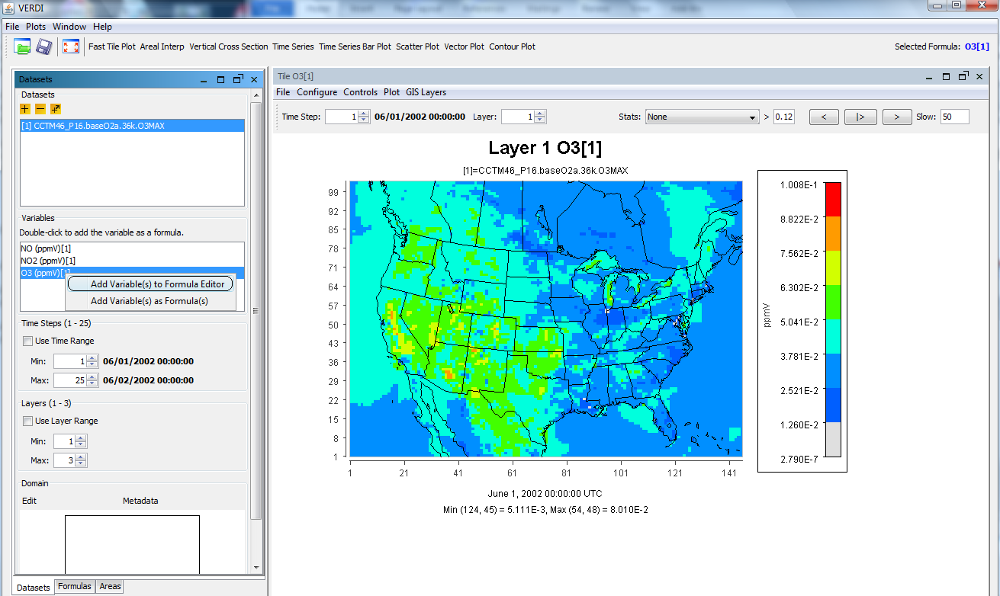 VERDI
File Plots Window Help
Fast Tile Plot Areal Interp Vertical Cross Section Time Series Time Series Bar Plot Scatter Plot Vector Plot Contour Plot Selected Formula: O3[1]
Datasets
Datasets
[1] CCTM46_P16.baseO2a.36k.O3MAX
Variables
Double-click to add the variable as a formula.
NO (ppmV)[1]
NO2 (ppmV)[1]
O3 (ppmV)[1]
Add Variable(s) to Formula Editor
Add Variable(s) as Formula(s)
Time Steps (1 - 25)
Use Time Range
Min: 1 06/01/2002 00:00:00
Max: 25 06/02/2002 00:00:00
Layers (1 - 3)
Use Layer Range
Min: 1
Max: 3
Domain
Edit Metadata
Datasets Formulas Areas
Tile O3[1]
File Configure Controls Plot GIS Layers
Time Step: 1 06/01/2002 00:00:00 Layer: 1 Stats: None > 0.12 < |> > Slow: 50
Layer 1 O3[1]
[1]=CCTM46_P16.baseO2a.36k.O3MAX
99
92
85
78
71
64
57
50
43
36
29
22
15
8
1
1 21 41 61 81 101 121 141
June 1, 2002 00:00:00 UTC
Min (124, 45) = 5.111E-3, Max (54, 48) = 8.010E-2
ppmV
1.008E-1
8.822E-2
7.562E-2
6.302E-2
5.041E-2
3.781E-2
2.521E-2
1.260E-2
2.790E-7